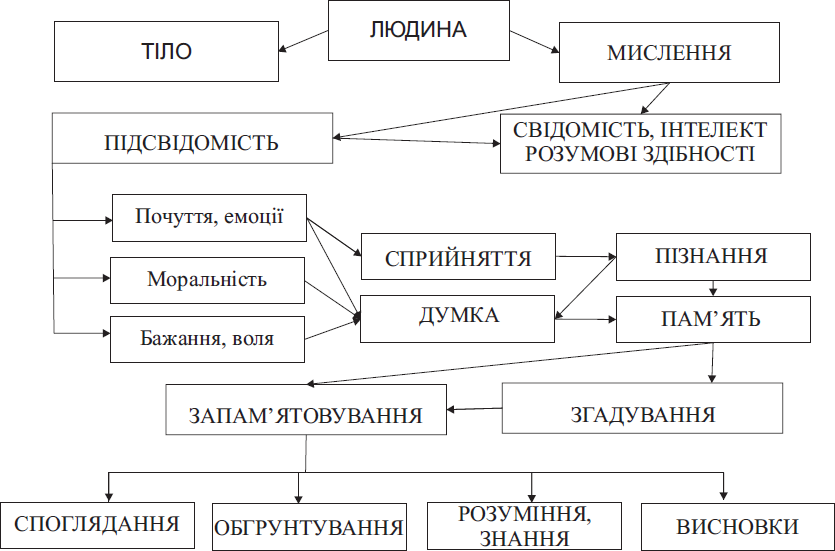 ЛЮДИНА
ТІЛО
МИСЛЕННЯ
ПІДСВІДОМІСТЬ
СВІДОМІСТЬ, ІНТЕЛЕКТ
РОЗУМОВІ ЗДІБНОСТІ
Почуття, емоції
СПРИЙНЯТТЯ
ПІЗНАННЯ
Моральність
ДУМКА
ПАМ’ЯТЬ
Бажання, воля
ЗАПАМ’ЯТОВУВАННЯ
ЗГАДУВАННЯ
СПОГЛЯДАННЯ
ОБГРУНТУВАННЯ
РОЗУМІННЯ,
ЗНАННЯ
ВИСНОВКИ